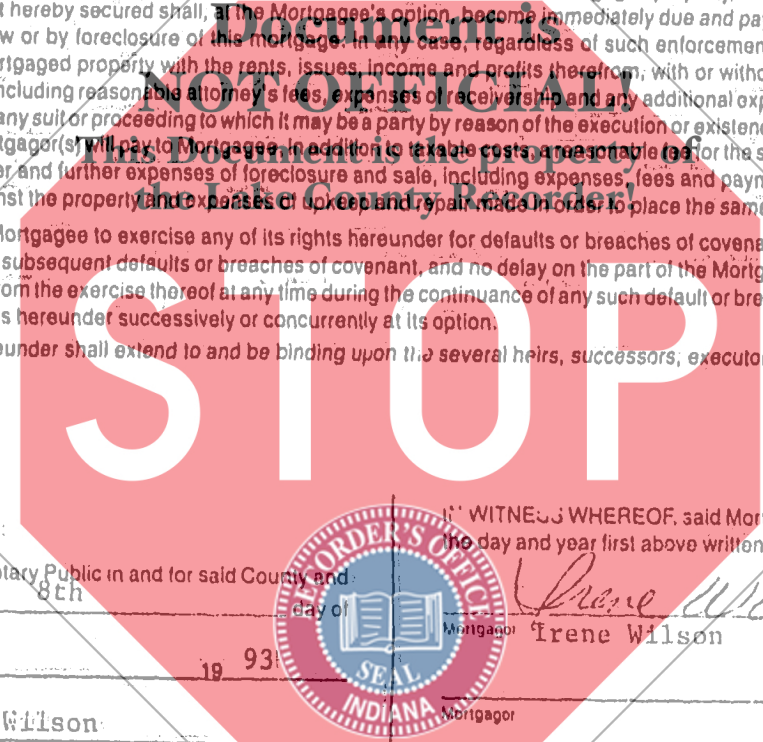 t hereby secured shall, at the Mortgagee's option, become immediately due and pa
Document is
w or by foreclosure of this mortgage. In any case, regardless of such enforcemen
rtgaged property with the rents, issues, income and profits therefrom, with or witho
NOT OFFICIAL!
ncluding reasonable attorney's fees, expenses of receivership and any additional exp
any suit or proceeding to which it may be a party by reason of the execution or existenc
This Document is the property of
tgagor(s) will pay to Mortgagee, in addition to taxable costs, a reasonable fee for the s
er and further expenses of foreclosure and sale, including expenses, fees and paym
the Lake County Recorder!
nst the property and expenses of upkeep and repair made in order to place the same
Mortgagee to exercise any of its rights hereunder for defaults or breaches of covena
subsequent defaults or breaches of covenant, and no delay on the part of the Mortg
om the exercise thereof at any time during the continuance of any such default or bre
s hereunder successively or concurrently at its option.
eunder shall extend to and be binding upon the several heirs, successors, executo
STOP
IN WITNESS WHEREOF, said Mor
the day and year first above written
otary Public in and for said County and
8th
day of
Irene
Mortgagor Irene Wilson
19 93
Wilson
Mortgagor
RECORDER'S OFFICE
SEAL
INDIANA